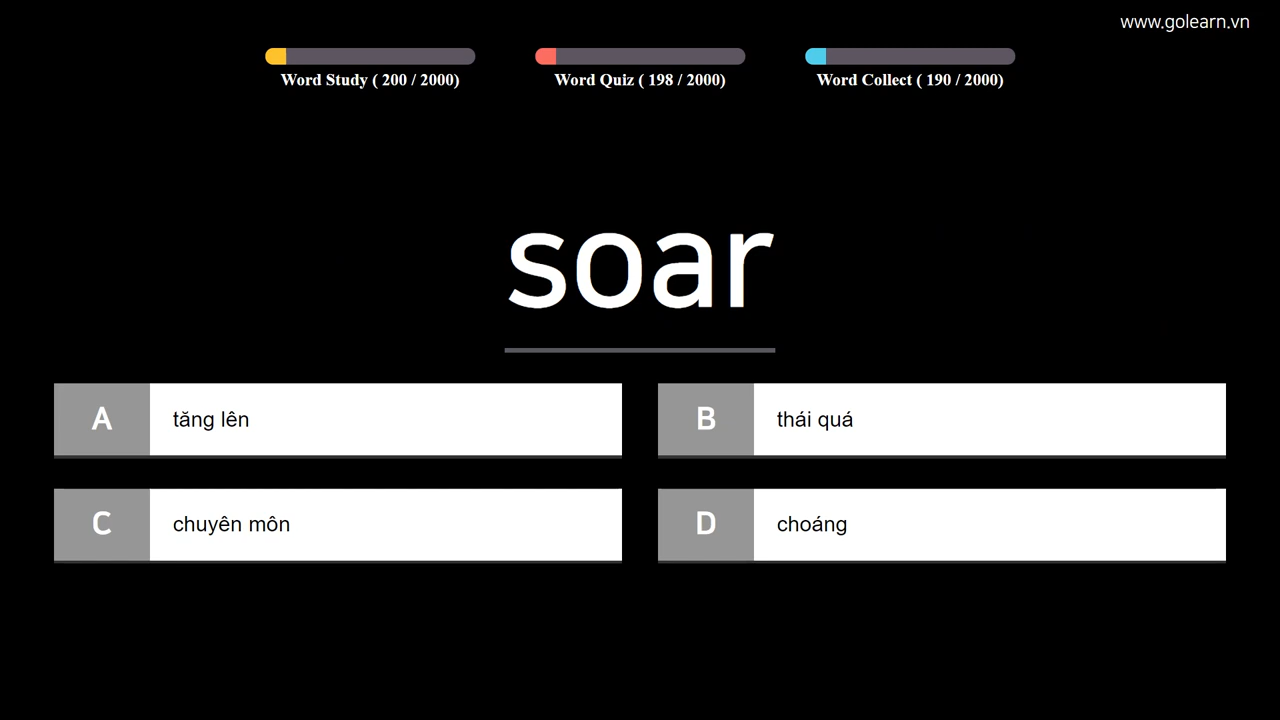 www.golearn.vn
Word Study ( 200 / 2000)
Word Quiz ( 198 / 2000)
Word Collect ( 190 / 2000)
soar
A tăng lên
B thái quá
C chuyên môn
D choáng